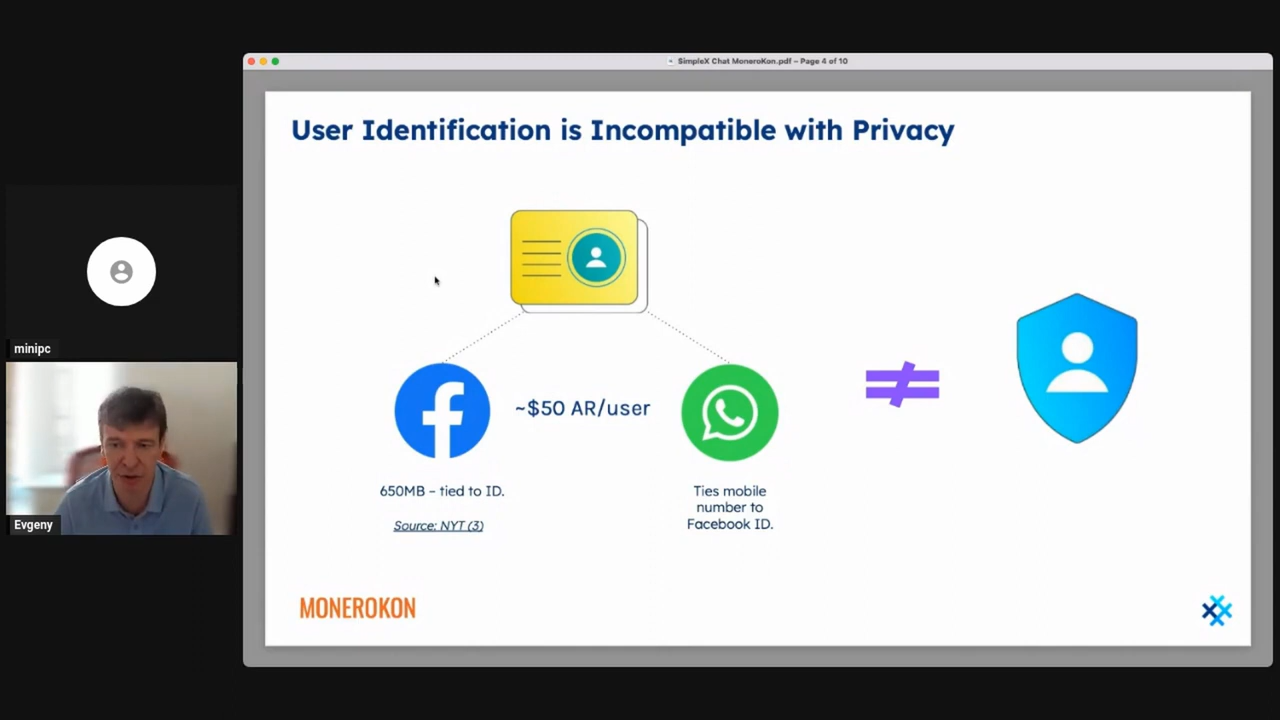 SimpleX Chat MoneroKon.pdf – Page 4 of 10
User Identification is Incompatible with Privacy
~$50 AR/user
650MB – tied to ID.
Source: NYT (3)
Ties mobile
number to
Facebook ID.
MONEROKON
minipc
Evgeny